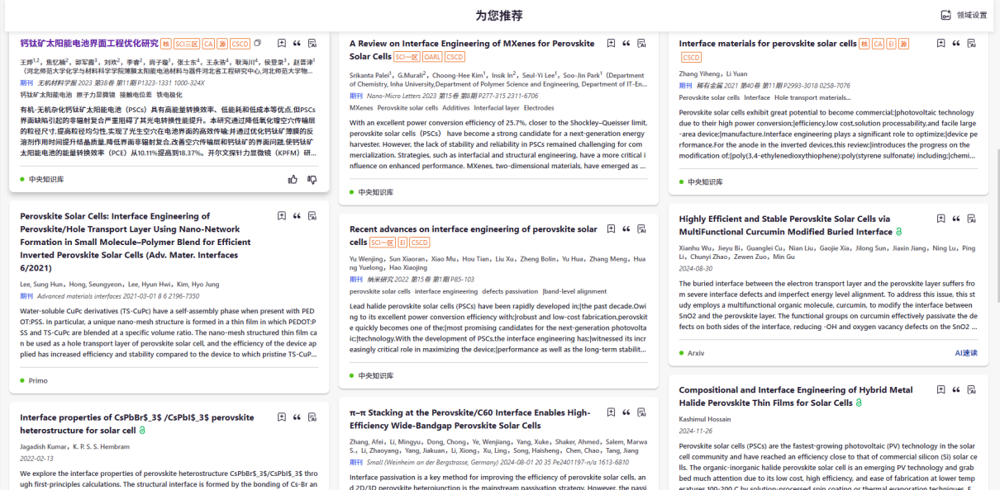 为您推荐
领域设置
钙钛矿太阳能电池界面工程优化研究 核 SCI三区 CA 源 CSCD
王烨1,2，焦忆楠2，郭军霞3，刘欢2，李睿2，尚子璇1，张士东4，王永浩4，耿海川4，侯登录1，赵晋津1
（河北师范大学化学与材料科学学院薄膜太阳能电池材料与器件河北省工程研究中心,河北师范大学物...
期刊 无机材料学报 2023 第38卷 第11期 P1323-1331 1000-324X
钙钛矿太阳能电池 原子力显微镜 接触电位差 铁电极化
有机-无机杂化钙钛矿太阳能电池（PSCs）具有高能量转换效率、低能耗和低成本等优点,但PSCs
界面缺陷引起的非辐射复合严重阻碍了其光电转换性能提升。本研究通过降低氧化镍空穴传输层
的粒径尺寸,提高粒径均匀性,实现了光生空穴在电池界面的高效传输;并通过优化钙钛矿薄膜的反
溶剂作用时间提升结晶质量,降低界面非辐射复合,改善空穴传输层和钙钛矿的界面问题,使钙钛矿
太阳能电池的能量转换效率（PCE）从10.11%提高到18.37%。开尔文探针力显微镜（KPFM）研...
中央知识库
Perovskite Solar Cells: Interface Engineering of
Perovskite/Hole Transport Layer Using Nano-Network
Formation in Small Molecule–Polymer Blend for Efficient
Inverted Perovskite Solar Cells (Adv. Mater. Interfaces
6/2021)
Lee, Sung Hun，Hong, Seungyeon，Lee, Hyun Hwi，Kim, Hyo Jung
期刊 Advanced materials interfaces 2021-03-01 8 6 2196-7350
Water-soluble CuPc derivatives (TS-CuPc) have a self-assembly phase when present with PED
OT:PSS. In particular, a unique nano-mesh structure is formed in a thin film in which PEDOT:P
SS and TS-CuPc are blended at a specific volume ratio. The nano-mesh structured thin film ca
n be used as a hole transport layer of perovskite solar cell, and the efficiency of the device ap
plied has increased efficiency and stability compared to the device to which pristine TS-CuP...
Primo
Interface properties of CsPbBr$_3$ /CsPbI$_3$ perovskite
heterostructure for solar cell
Jagadish Kumar，K. P. S. S. Hembram
2022-02-13
We explore the interface properties of perovskite heterostructure CsPbBr$_3$/CsPbI$_3$ thro
ugh first-principles calculations. The structural interface is formed by the bonding of Cs-Br an
A Review on Interface Engineering of MXenes for Perovskite
Solar Cells SCI一区 OARL CSCD
Srikanta Palei1，G.Murali2，Choong-Hee Kim1，Insik In2，Seul-Yi Lee1，Soo-Jin Park1（Department
of Chemistry, Inha University,Department of Polymer Science and Engineering, Department of IT-En...
期刊 Nano-Micro Letters 2023 第15卷 第8期 P277-315 2311-6706
MXenes Perovskite solar cells Additives Interfacial layer Electrodes
With an excellent power conversion efficiency of 25.7%, closer to the Shockley–Queisser limit,
perovskite solar cells（PSCs） have become a strong candidate for a next-generation energy
harvester. However, the lack of stability and reliability in PSCs remained challenging for com
mercialization. Strategies, such as interfacial and structural engineering, have a more critical i
nfluence on enhanced performance. MXenes, two-dimensional materials, have emerged as ...
中央知识库
Recent advances on interface engineering of perovskite solar
cells SCI一区 EI CSCD
Yu Wenjing，Sun Xiaoran，Xiao Mu，Hou Tian，Liu Xu，Zheng Bolin，Yu Hua，Zhang Meng，Hua
ng Yuelong，Hao Xiaojing
期刊 纳米研究 2022 第15卷 第1期 P85-103
perovskite solar cells interface engineering defects passivation |band-level alignment
Lead halide perovskite solar cells (PSCs) have been rapidly developed in;|the past decade.Owi
ng to its excellent power conversion efficiency with;|robust and low-cost fabrication,perovskit
e quickly becomes one of the;|most promising candidates for the next-generation photovolta
ic;|technology.With the development of PSCs,the interface engineering has;|witnessed its incr
easingly critical role in maximizing the device;|performance as well as the long-term stabilit...
中央知识库
π–π Stacking at the Perovskite/C60 Interface Enables High-
Efficiency Wide-Bandgap Perovskite Solar Cells
Zhang, Afei，Li, Mingyu，Dong, Chong，Ye, Wenjiang，Yang, Xuke，Shaker, Ahmed，Salem, Marwa
S.，Li, Zhaoyang，Yang, Jiakuan，Li, Xiong，Xu, Ling，Song, Haisheng，Chen, Chao，Tang, Jiang
期刊 Small (Weinheim an der Bergstrasse, Germany) 2024-08-01 20 35 Pe2401197-n/a 1613-6810
Interface passivation is a key method for improving the efficiency of perovskite solar cells, an
d 2D/3D perovskite heterojunction is the mainstream passivation strategy. However, the passi
Interface materials for perovskite solar cells 核 CA EI 源
CSCD
Zhang Yiheng，Li Yuan
期刊 稀有金属 2021 第40卷 第11期 P2993-3018 0258-7076
Perovskite solar cells Interface Hole transport materials...
Perovskite solar cells exhibit great potential to become commercial;|photovoltaic technology
due to their high power conversion;|efficiency,low cost,solution processability,and facile large
-area device;|manufacture.Interface engineering plays a significant role to optimize;|device pe
rformance.For the anode in the inverted devices,this review;|introduces the progress on the
modification of;|poly(3,4-ethylenedioxythiophene):poly(styrene sulfonate) including;|chemi...
中央知识库
Highly Efficient and Stable Perovskite Solar Cells via
MultiFunctional Curcumin Modified Buried Interface
Xianhu Wu，Jieyu Bi，Guanglei Cu，Nian Liu，Gaojie Xia，Jilong Sun，Jiaxin Jiang，Ning Lu，Ping
Li，Chunyi Zhao，Zewen Zuo，Min Gu
2024-08-30
The buried interface between the electron transport layer and the perovskite layer suffers fro
m severe interface defects and imperfect energy level alignment. To address this issue, this st
udy employs a multifunctional organic molecule, curcumin, to modify the interface between
SnO2 and the perovskite layer. The functional groups on curcumin effectively passivate the de
fects on both sides of the interface, reducing -OH and oxygen vacancy defects on the SnO2 ...
Arxiv
AI速读
Compositional and Interface Engineering of Hybrid Metal
Halide Perovskite Thin Films for Solar Cells
Kashimul Hossain
2024-11-26
Perovskite solar cells (PSCs) are the fastest-growing photovoltaic (PV) technology in the solar
cell community and have reached an efficiency close to that of commercial silicon (Si) solar ce
lls. The organic-inorganic halide perovskite solar cell is an emerging PV technology and grab
bed much attention due to its low cost, high efficiency, and ease of fabrication at lower temp
eratures 100-200 C by solution-processed spin coating or thermal evaporation techniques. F